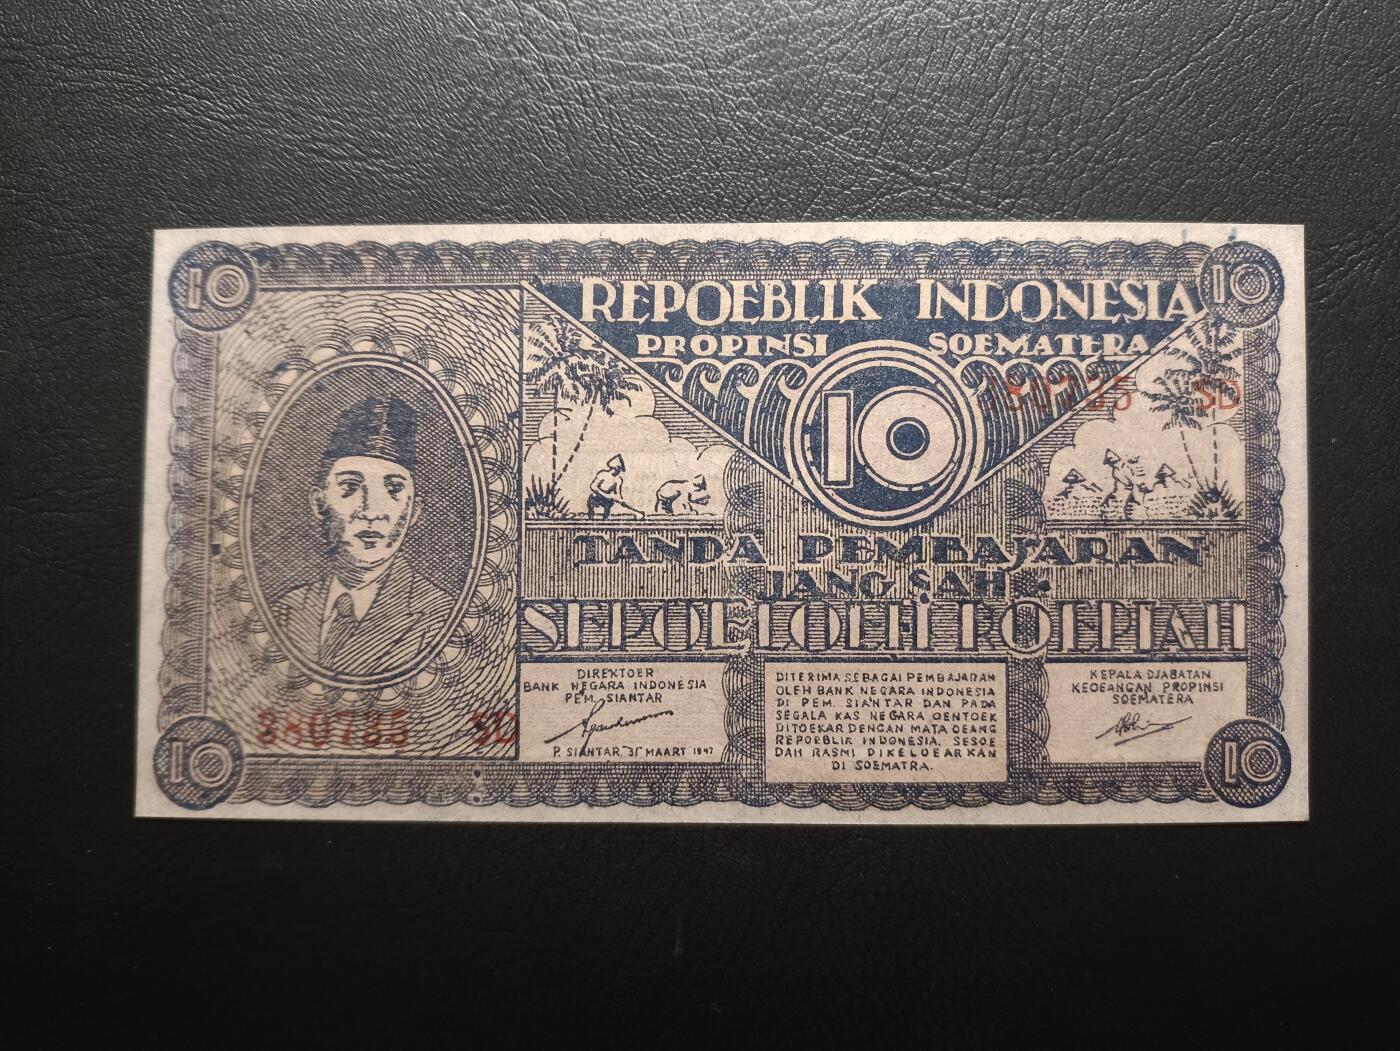 10
10
REPOEBLIK INDONESIA
PROPINSI SOEMATERA
10
380735 SD
TANDA PEMBAJARAN
JANG SAH
SEPOELOEH ROEPIAH
DIREKTOER
BANK NEGARA INDONESIA
PEM. SIANTAR
P. SIANTAR, 31 MAART 1947
DITERIMA SEBAGAI PEMBAJARAN
OLEH BANK NEGARA INDONESIA
DI PEM. SIANTAR DAN PADA
SEGALA KAS NEGARA OENTOEK
DITOEKAR DENGAN MATA OEANG
REPOEBLIK INDONESIA. SESOE
DAH RASMI DIKELOEARKAN
DI SOEMATRA.
KEPALA DJABATAN
KEOEANGAN PROPINSI
SOEMATERA
380735 SD
10
10